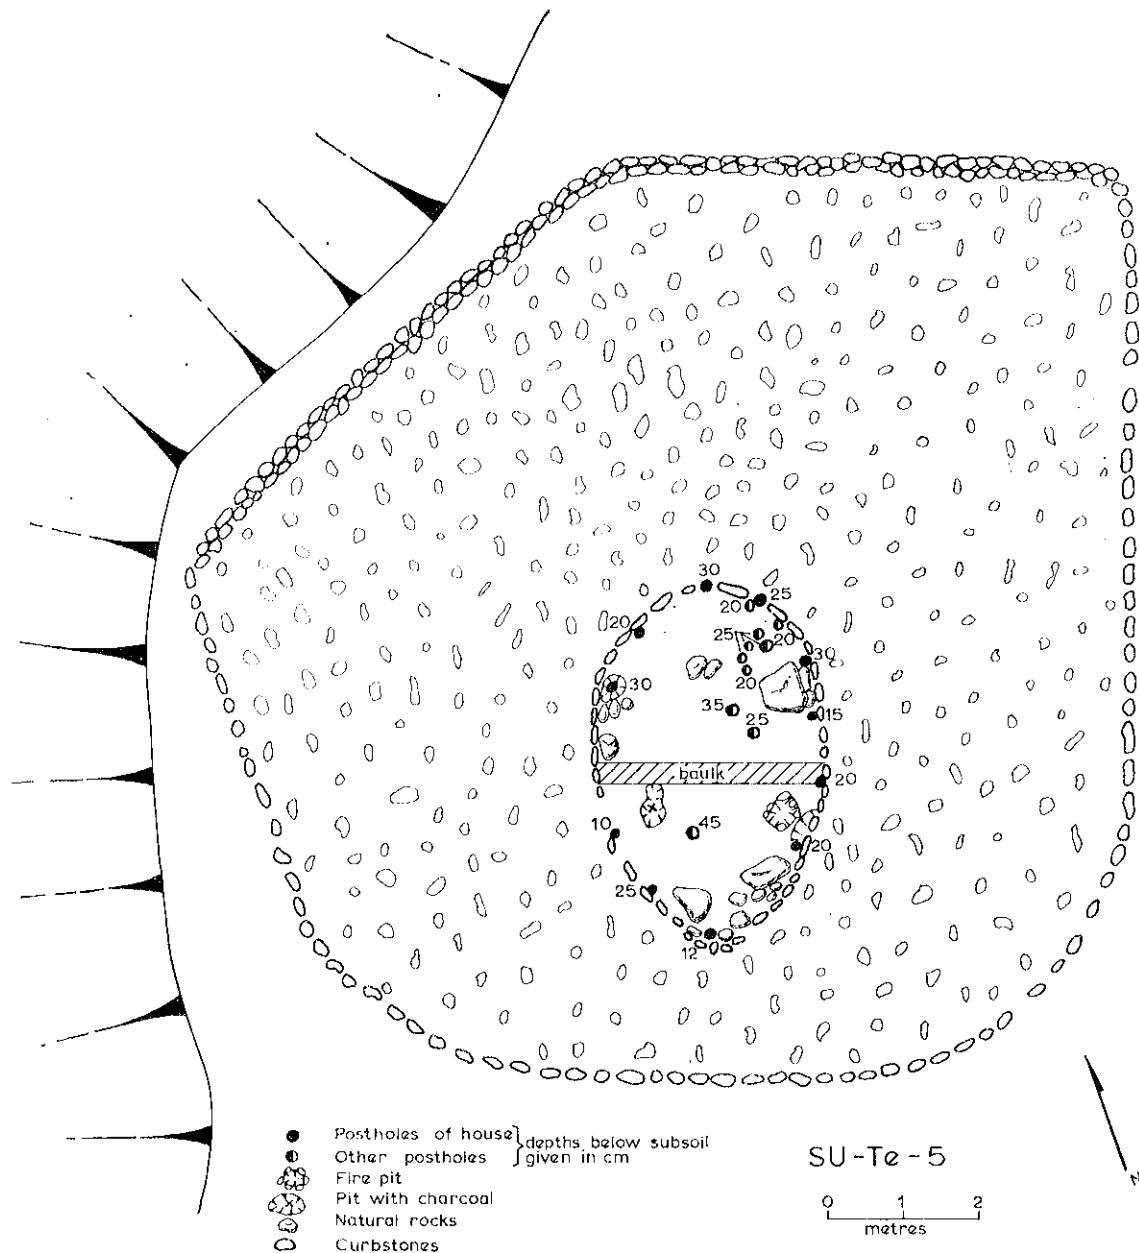 30
20 25
20
25 20
30
20
30
35
25
15
baulk
20
10 45
20
25
12
Postholes of house } depths below subsoil
Other postholes given in cm
Fire pit
Pit with charcoal
Natural rocks
Curbstones
SU-Te-5
0 1 2
metres
N